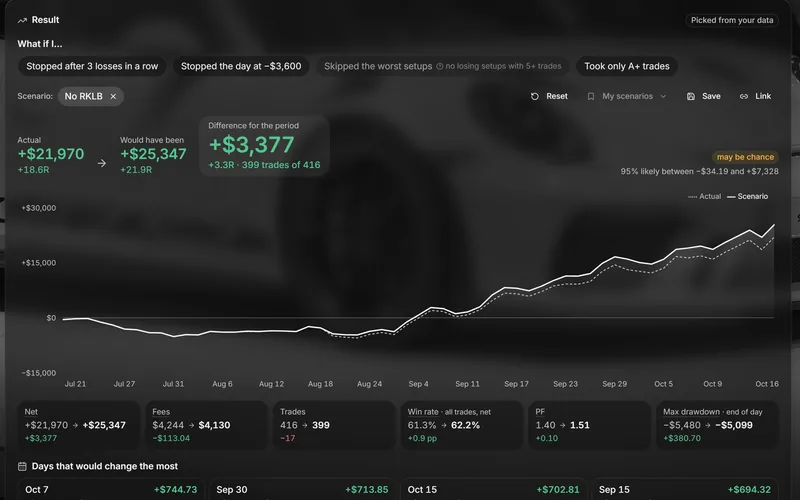 Result
Picked from your data
What if I...
Stopped after 3 losses in a row
Stopped the day at −$3,600
Skipped the worst setups
no losing setups with 5+ trades
Took only A+ trades
Scenario:
No RKLB ×
Reset
My scenarios
Save
Link
Actual
+$21,970
+18.6R
→
Would have been
+$25,347
+21.9R
Difference for the period
+$3,377
+3.3R · 399 trades of 416
may be chance
95% likely between −$34.19 and +$7,328
Actual
Scenario
+$30,000
+$15,000
$0
−$15,000
Jul 21 Jul 27 Jul 31 Aug 6 Aug 12 Aug 18 Aug 24 Sep 4 Sep 11 Sep 17 Sep 23 Sep 29 Oct 5 Oct 9 Oct 16
Net
+$21,970 → +$25,347
+$3,377
Fees
$4,244 → $4,130
−$113.04
Trades
416 → 399
−17
Win rate · all trades, net
61.3% → 62.2%
+0.9 pp
PF
1.40 → 1.51
+0.10
Max drawdown · end of day
−$5,480 → −$5,099
+$380.70
Days that would change the most
Oct 7 +$744.73
Sep 30 +$713.85
Oct 15 +$702.81
Sep 15 +$694.32